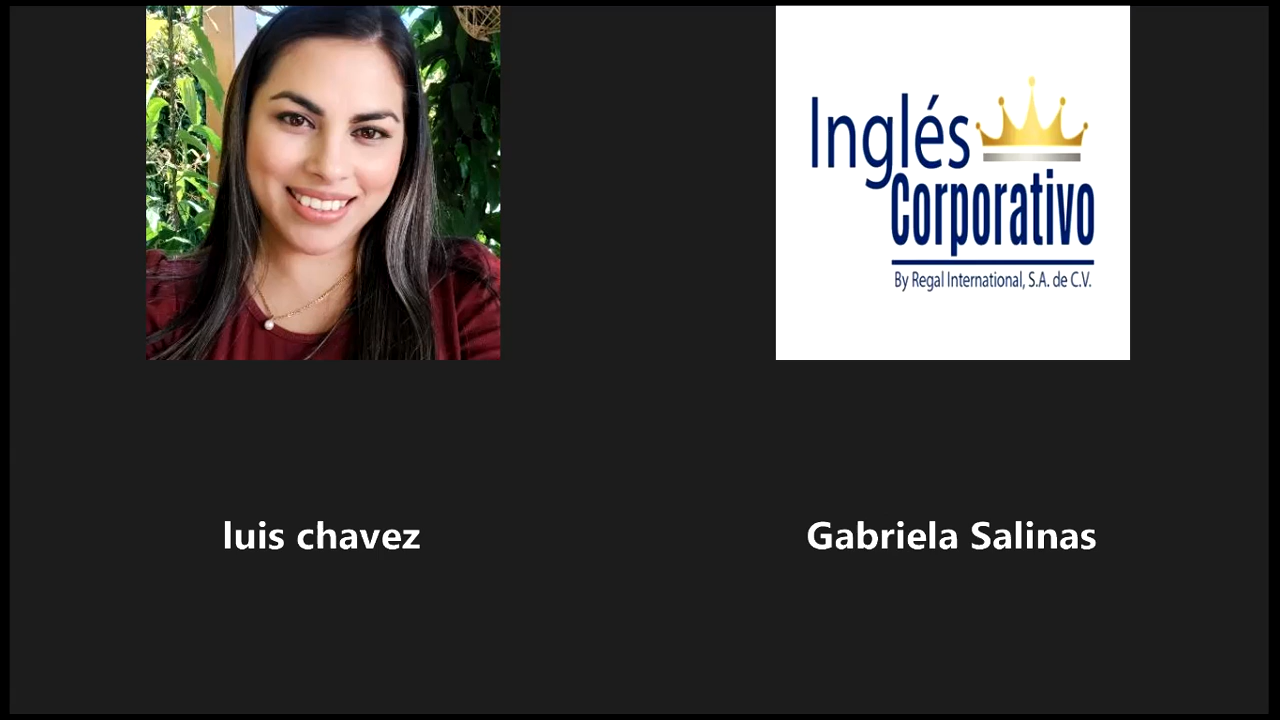 Inglés
Corporativo
By Regal International, S.A. de C.V.
luis chavez
Gabriela Salinas